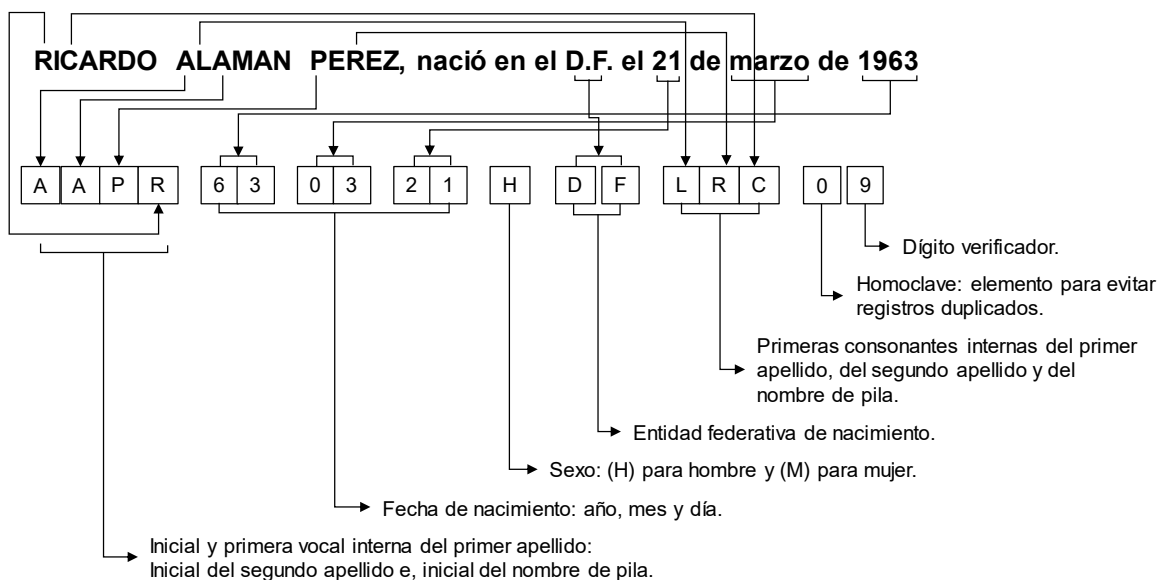 RICARDO ALAMAN PEREZ, nació en el D.F. el 21 de marzo de 1963
A A P R 6 3 0 3 2 1 H D F L R C 0 9
Dígito verificador.
Homoclave: elemento para evitar
registros duplicados.
Primeras consonantes internas del primer
apellido, del segundo apellido y del
nombre de pila.
Entidad federativa de nacimiento.
Sexo: (H) para hombre y (M) para mujer.
Fecha de nacimiento: año, mes y día.
Inicial y primera vocal interna del primer apellido:
Inicial del segundo apellido e, inicial del nombre de pila.